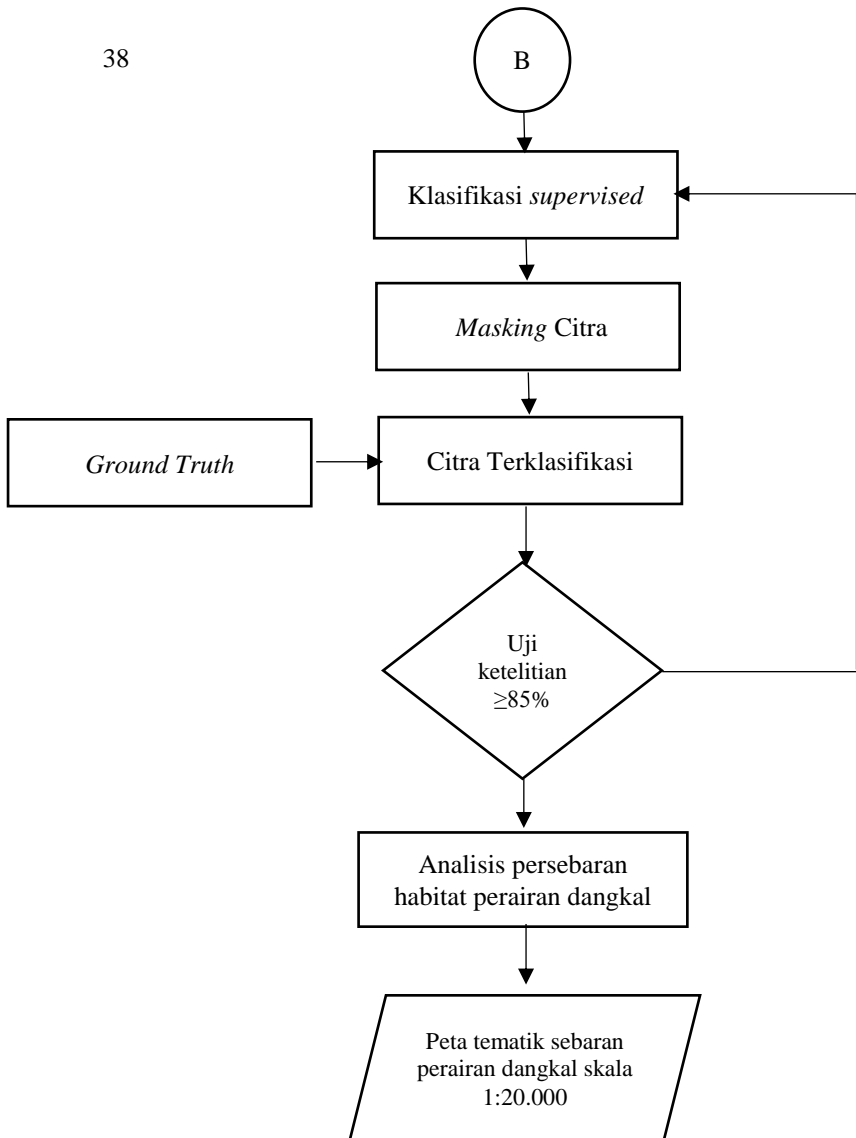 38
B
Klasifikasi supervised
Masking Citra
Ground Truth
Citra Terklasifikasi
Uji
ketelitian
≥85%
Analisis persebaran
habitat perairan dangkal
Peta tematik sebaran
perairan dangkal skala
1:20.000